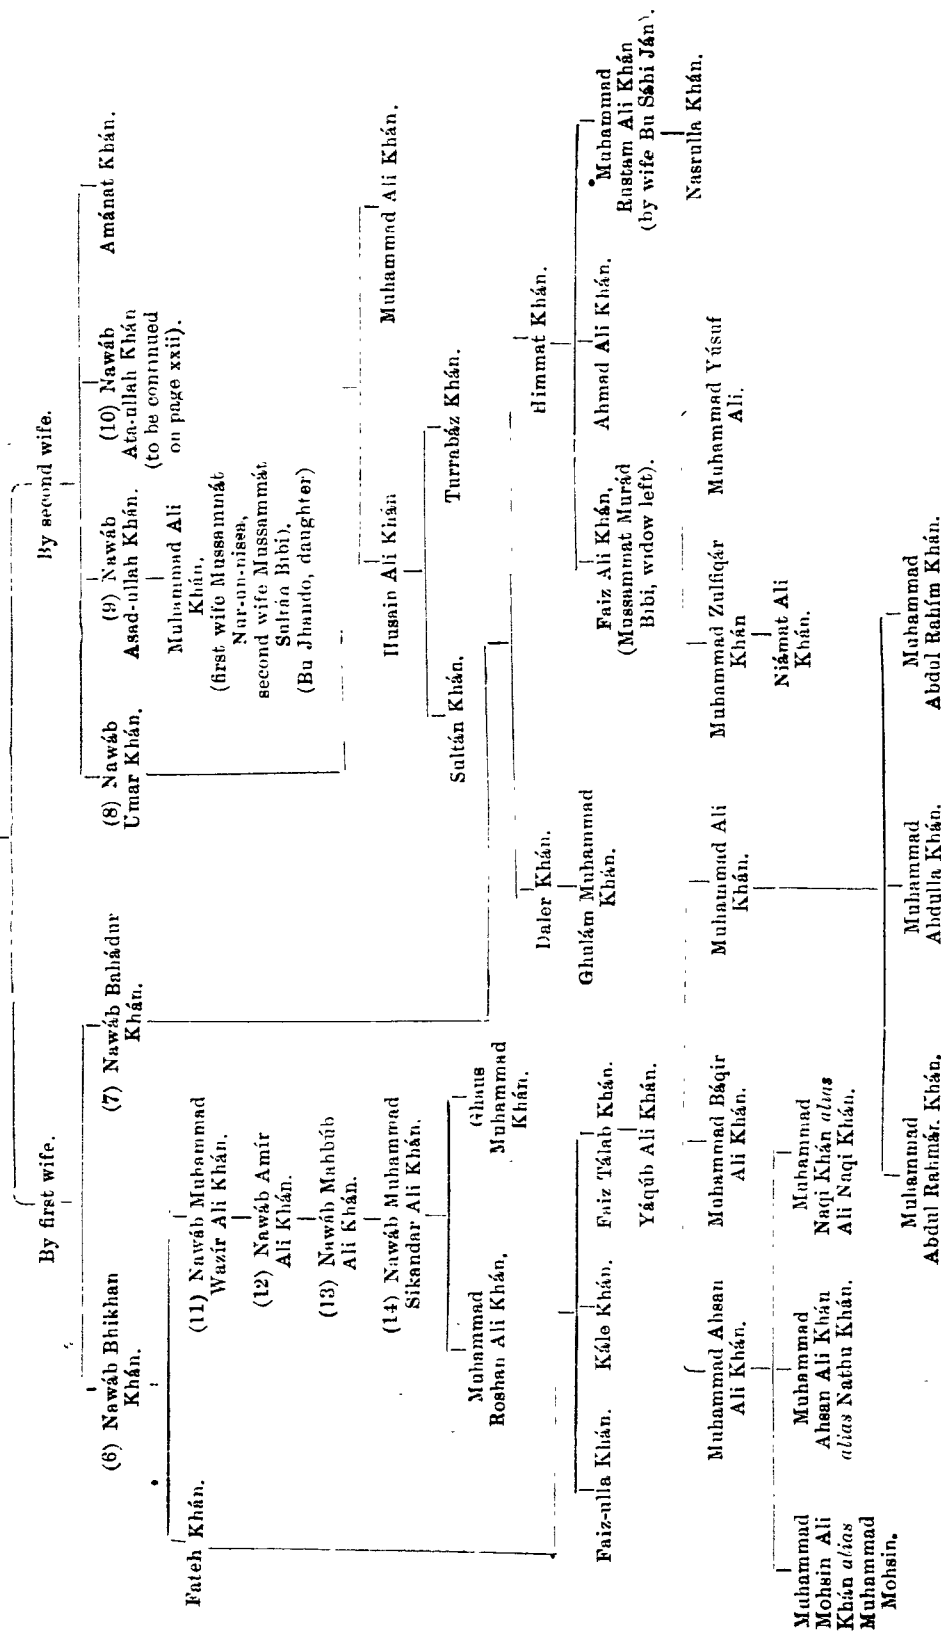 By first wife.
By second wife.
(6) Nawáb Bhikhan
Khán.
(7) Nawáb Bahádur
Khán.
(8) Nawáb
Umar Khán.
(9) Nawáb
Asad-ullah Khán.
(10) Nawáb
Ata-ullah Khán
(to be continued
on page xxii).
Amánat Khán.
Muhammad Ali
Khán,
(first wife Mussammát
Nur-un-nisea,
second wife Mussammát
Sultán Bibi).
(Bu Jhando, daughter)
Fateh Khán.
(11) Nawáb Muhammad
Wazír Ali Khán.
(12) Nawáb Amír
Ali Khán.
(13) Nawáb Mahbúb
Ali Khán.
(14) Nawáb Muhammad
Sikandar Ali Khán.
Husain Ali Khán
Muhammad Ali Khán.
Muhammad
Roshan Ali Khán.
Ghaus
Muhammad
Khán.
Sultán Khán.
Turrabáz Khán.
Daler Khán.
Himmat Khán.
Ghulám Muhammad
Khán.
Faiz-ulla Khán.
Kále Khán.
Faiz Tálab Khán.
Yáqúb Ali Khán.
Faiz Ali Khán,
(Mussammat Murád
Bibi, widow left).
Ahmad Ali Khán.
Muhammad
Rustam Ali Khán
(by wife Bu Sáhi Ján).
Nasrulla Khán.
Muhammad Ahsan
Ali Khán.
Muhammad Báqir
Ali Khán.
Muhammad Ali
Khán.
Muhammad Zulfiqár
Khán
Muhammad Yúsuf
Ali.
Niámat Ali
Khán.
Muhammad
Mohsin Ali
Khán alias
Muhammad
Mohsin.
Muhammad
Ahsan Ali Khán
alias Nathu Khán.
Muhammad
Naqi Khán alias
Ali Naqi Khán.
Muhammad
Abdul Rahmár. Khán.
Muhammad
Abdulla Khán.
Muhammad
Abdul Rahím Khán.